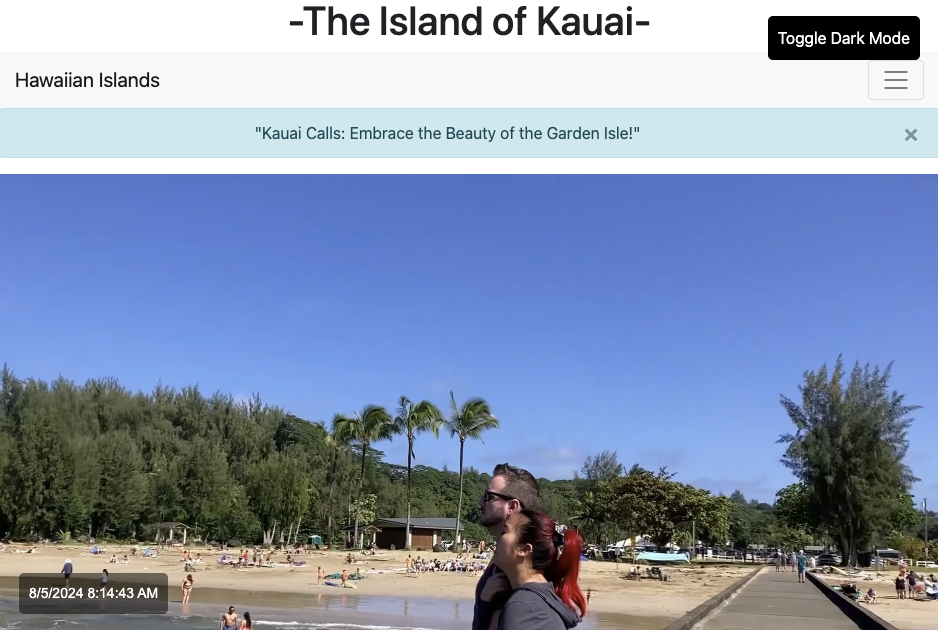 -The Island of Kauai-
Toggle Dark Mode
Hawaiian Islands
"Kauai Calls: Embrace the Beauty of the Garden Isle!"
×
8/5/2024 8:14:43 AM